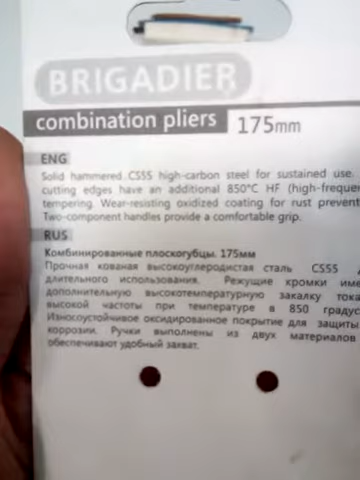 BRIGADIER
combination pliers 175mm
ENG
Solid hammered CS55 high-carbon steel for sustained use.
cutting edges have an additional 850°C HF (high-frequen
tempering. Wear-resisting oxidized coating for rust prevent
Two-component handles provide a comfortable grip.
RUS
Комбинированные плоскогубцы. 175мм
Прочная кованая высокоуглеродистая сталь CS55
длительного использования. Режущие кромки име
дополнительную высокотемпературную закалку тока
высокой частоты при температуре в 850 градус
Износоустойчивое оксидированное покрытие для защиты
коррозии. Ручки выполнены из двух материалов
обеспечивают удобный захват.